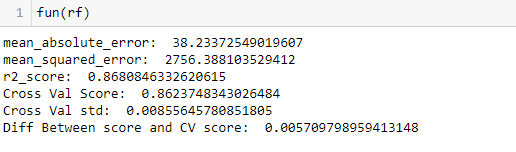 1 fun(rf)
mean_absolute_error:  38.23372549019607
mean_squared_error:  2756.388103529412
r2_score:  0.8680846332620615
Cross Val Score:  0.8623748343026484
Cross Val std:  0.00855645780851805
Diff Between score and CV score:  0.005709798959413148